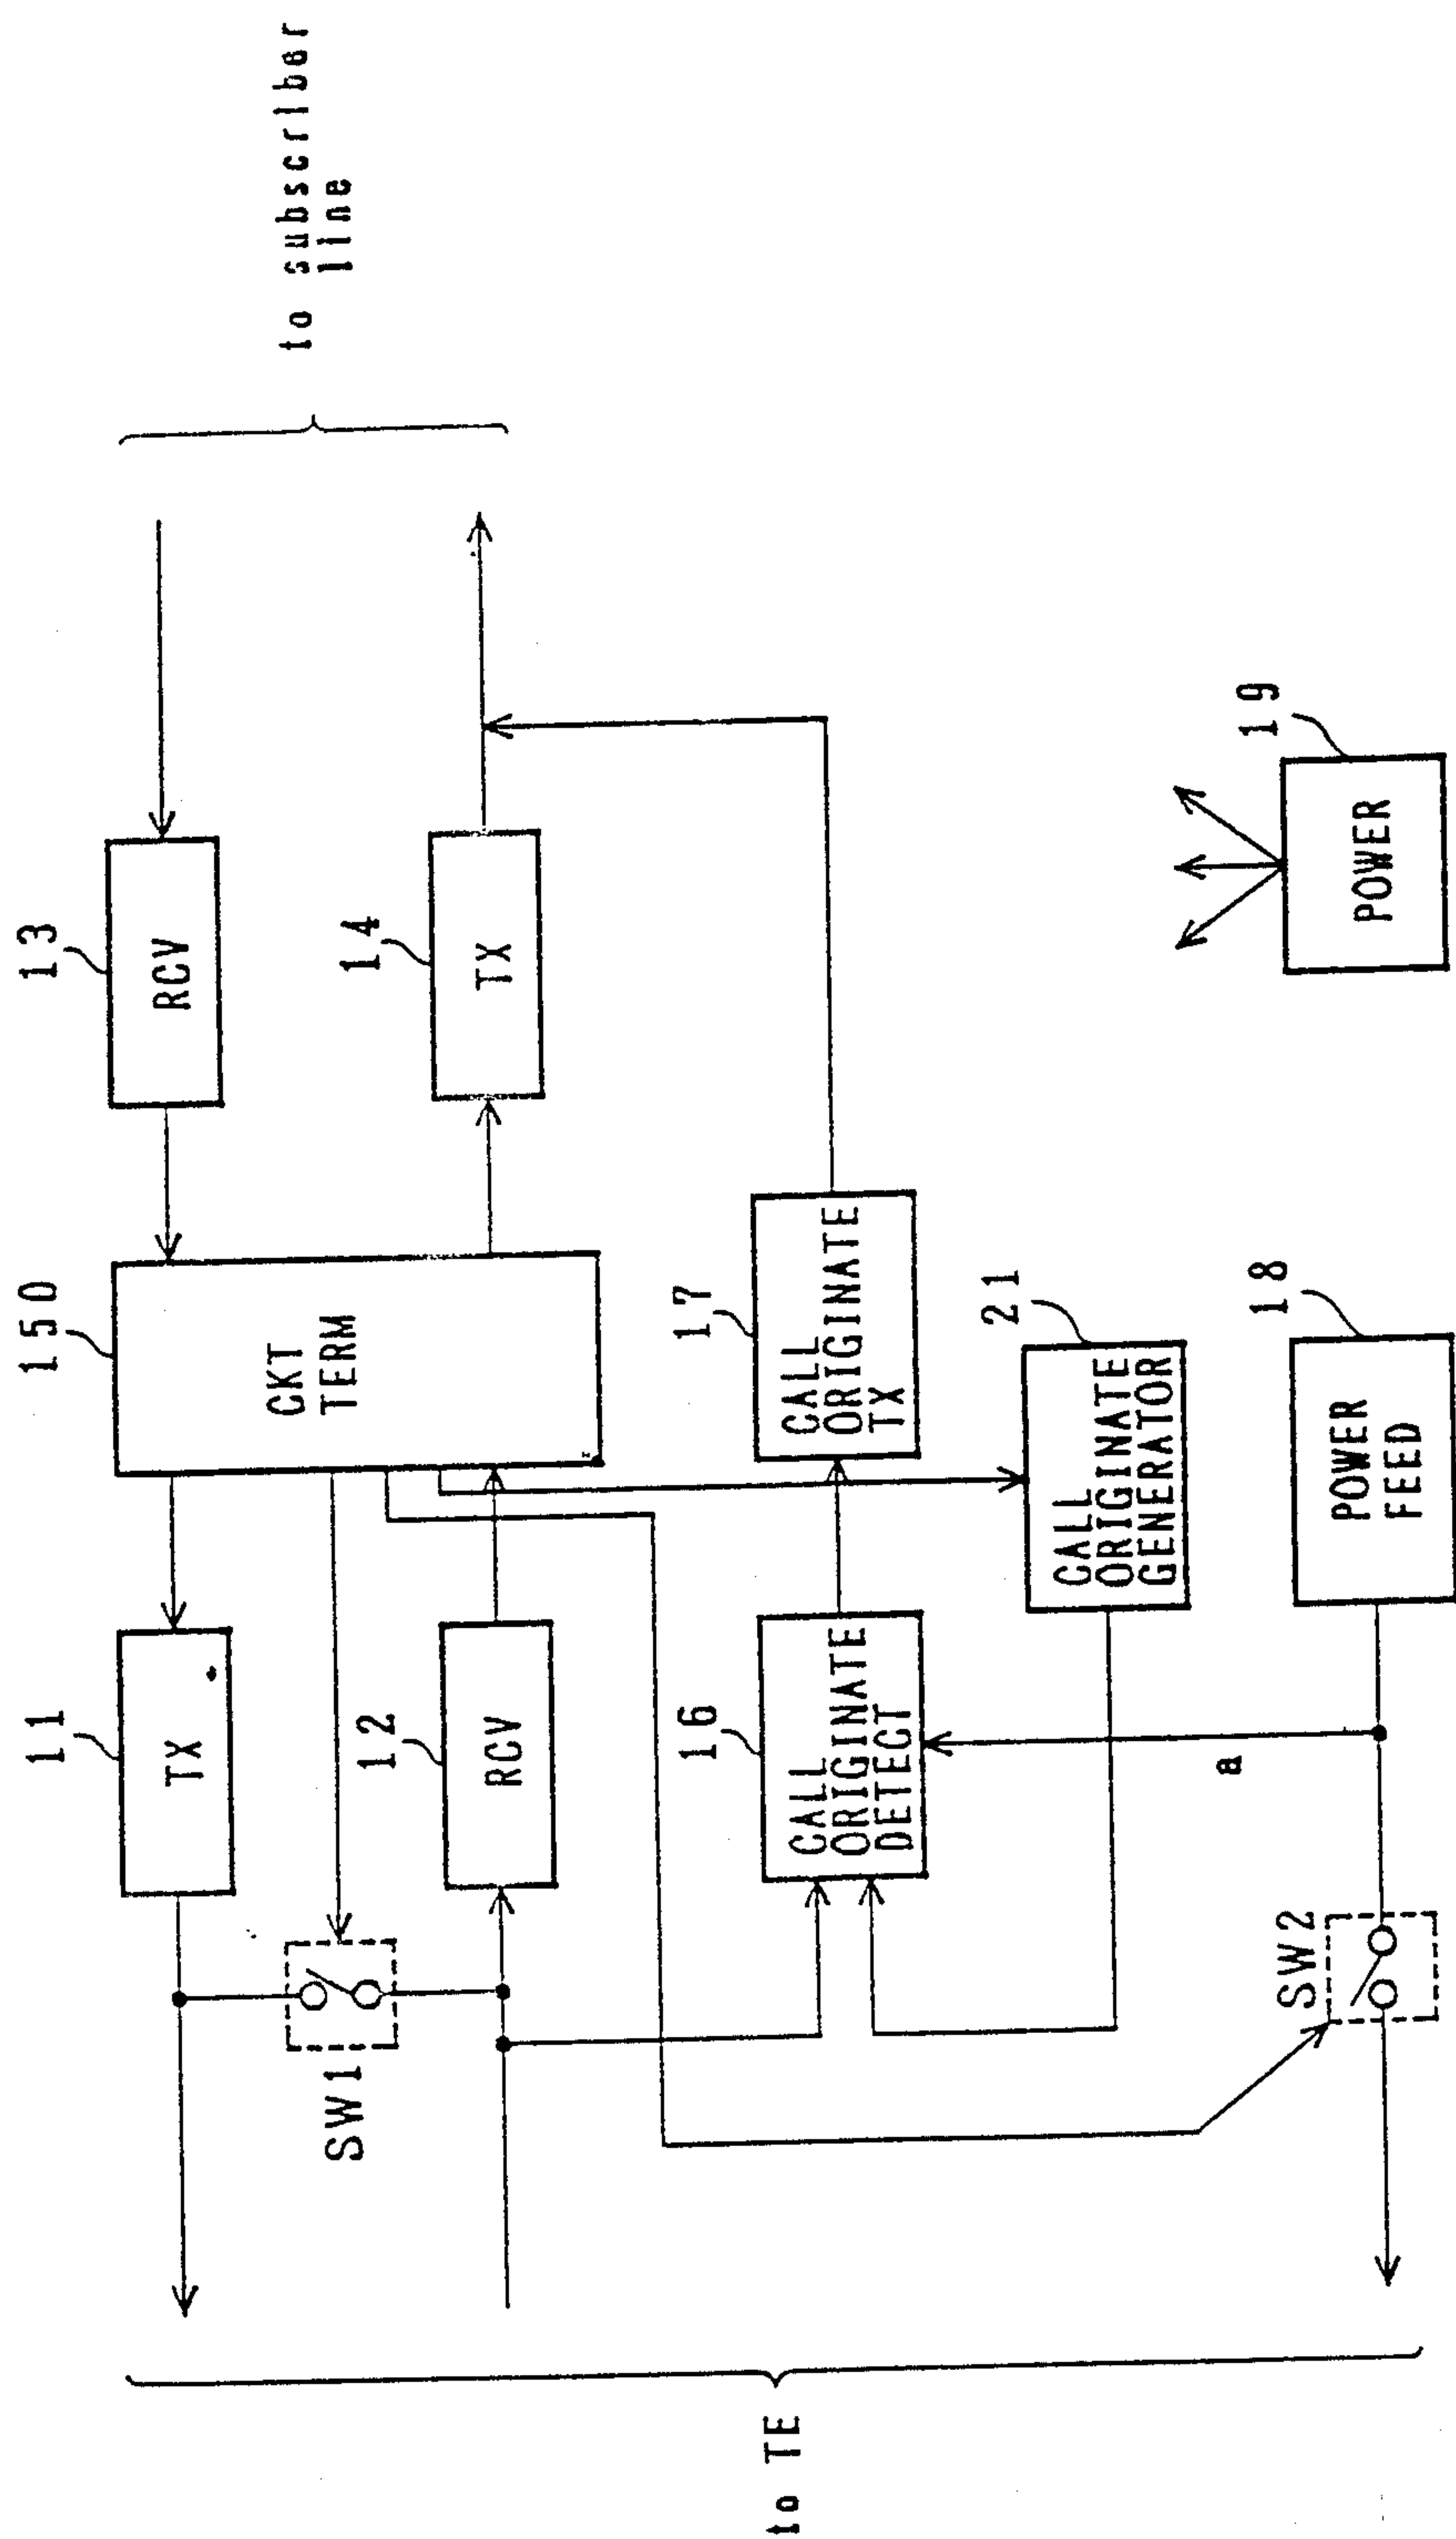 11
TX
SW1
12
RCV
150
CKT
TERM
13
RCV
14
TX
to subscriber
line
to TE
16
CALL
ORIGINATE
DETECT
17
CALL
ORIGINATE
TX
21
CALL
ORIGINATE
GENERATOR
a
SW2
18
POWER
FEED
19
POWER